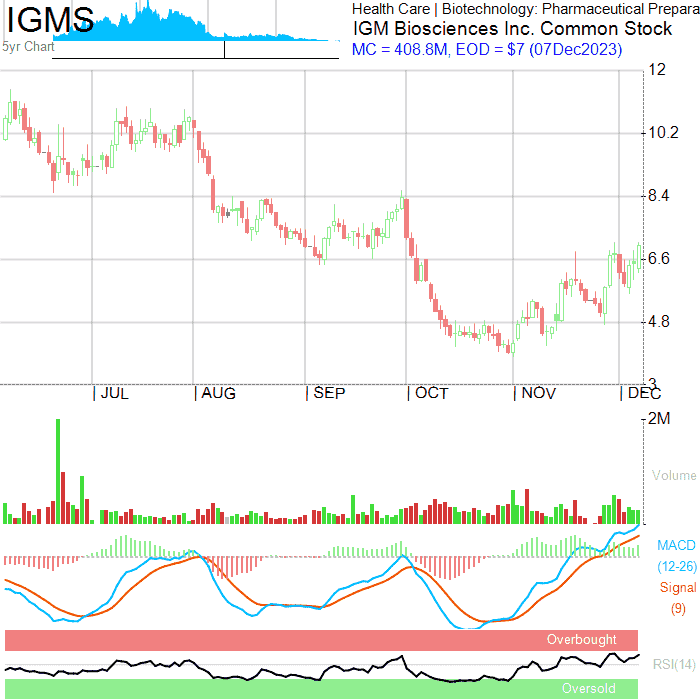 IGMS
Health Care | Biotechnology: Pharmaceutical Prepara
IGM Biosciences Inc. Common Stock
5yr Chart
MC = 408.8M, EOD = $7 (07Dec2023)
12
10.2
8.4
6.6
4.8
3
| JUL | AUG | SEP | OCT | NOV | DEC
2M
Volume
MACD
(12-26)
Signal
(9)
Overbought
RSI(14)
Oversold